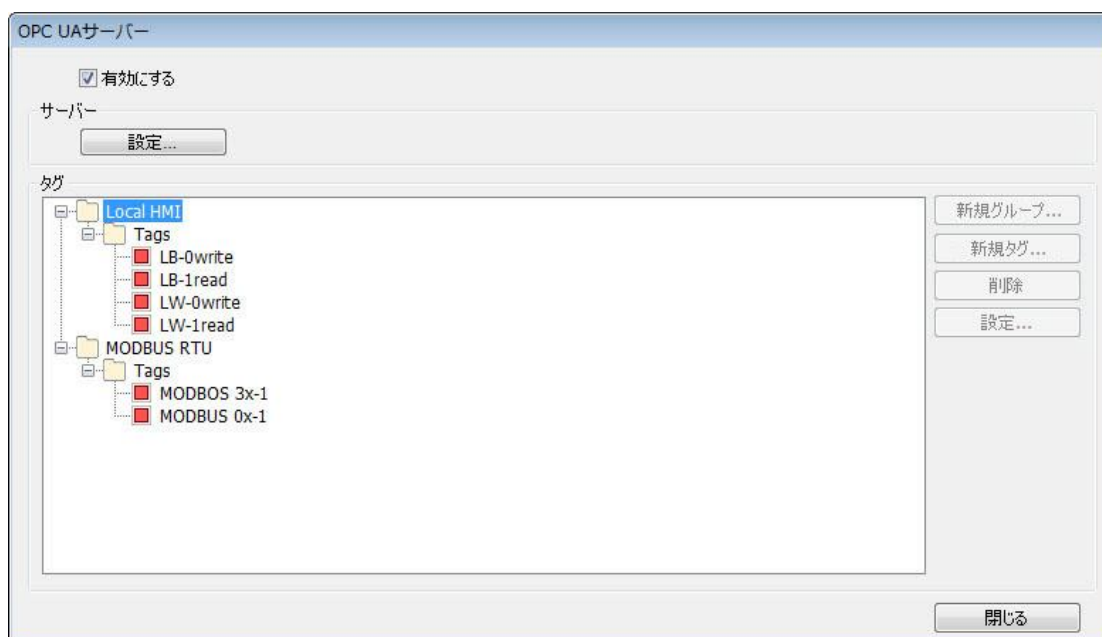 OPC UAサーバー
有効にする
サーバー
設定...
タグ
Local HMI
Tags
LB-0write
LB-1read
LW-0write
LW-1read
MODBUS RTU
Tags
MODBOS 3x-1
MODBUS 0x-1
新規グループ...
新規タグ...
削除
設定...
閉じる